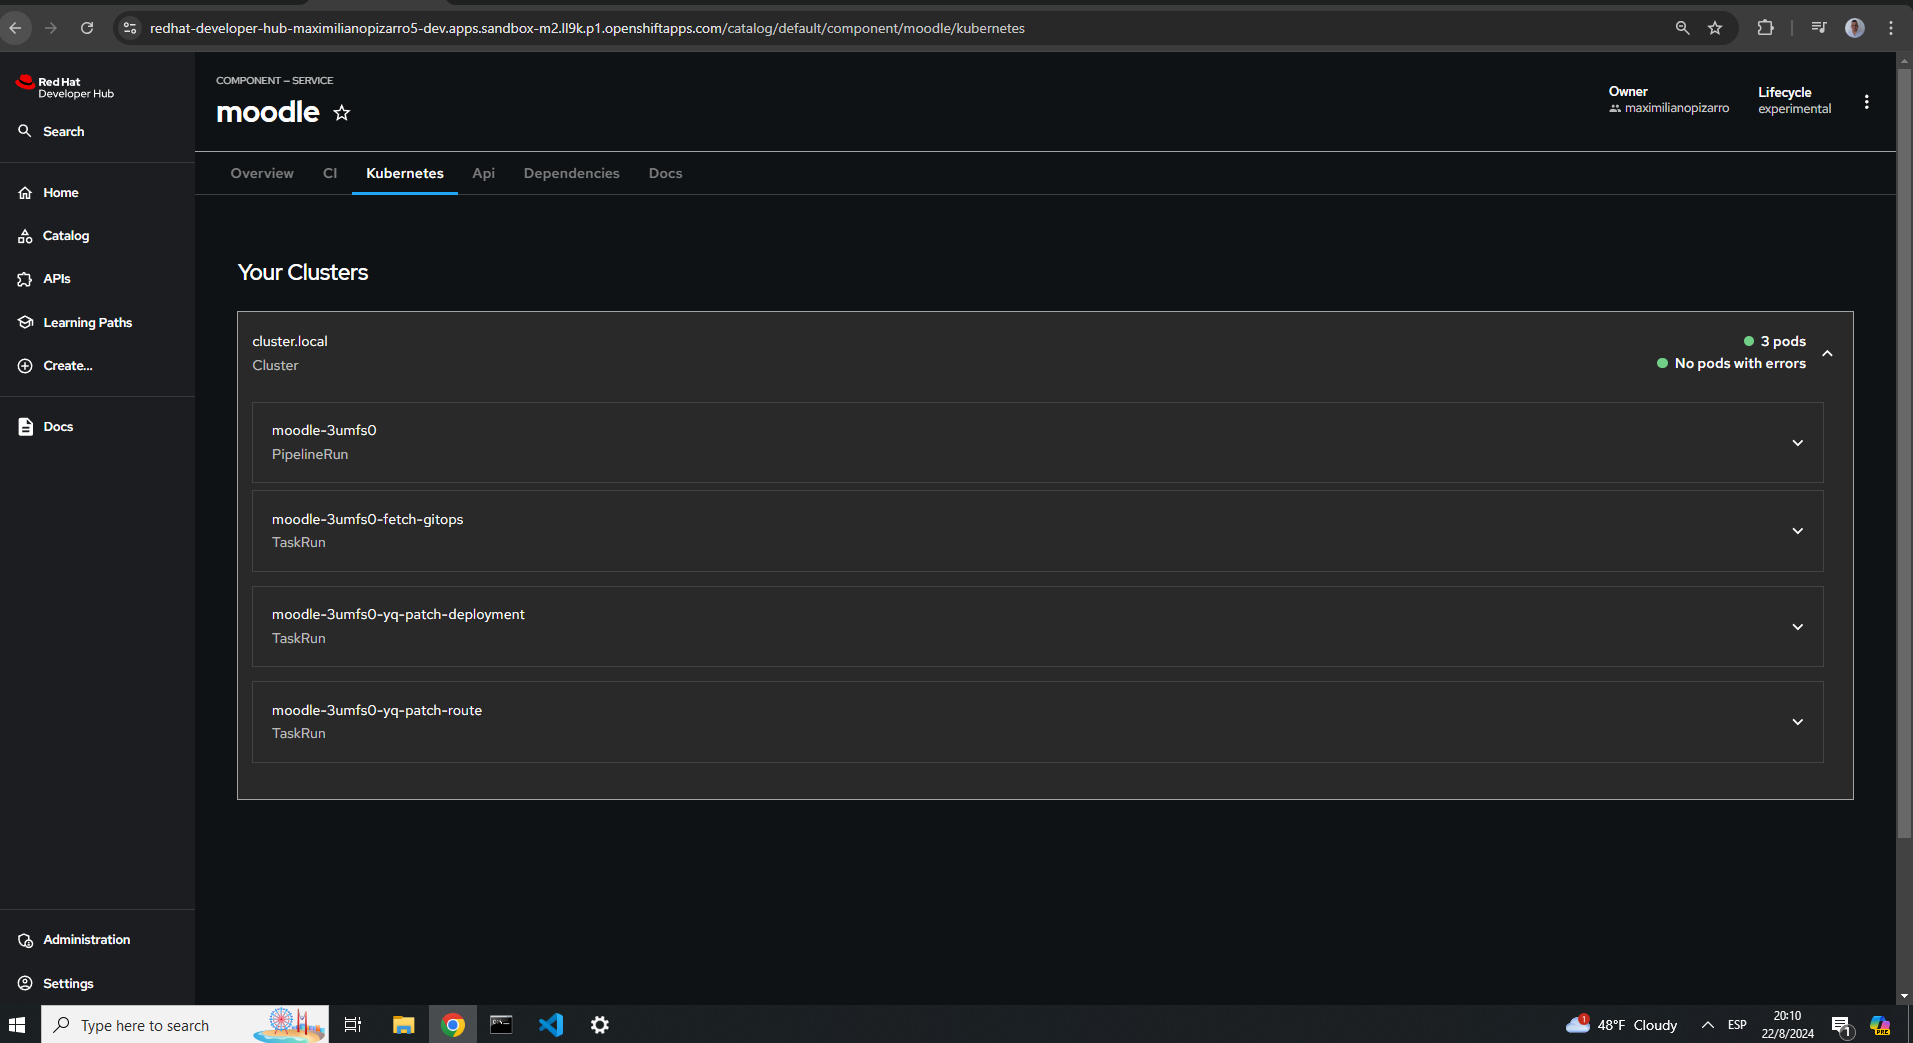 redhat-developer-hub-maximilianopizarro5-dev.apps.sandbox-m2.ll9k.p1.openshiftapps.com/catalog/default/component/moodle/kubernetes
Red Hat
Developer Hub
Search
Home
Catalog
APIs
Learning Paths
Create...
Docs
Administration
Settings
COMPONENT — SERVICE
moodle
Owner
maximilianopizarro
Lifecycle
experimental
Overview CI Kubernetes Api Dependencies Docs
Your Clusters
cluster.local
Cluster
3 pods
No pods with errors
moodle-3umfs0
PipelineRun
moodle-3umfs0-fetch-gitops
TaskRun
moodle-3umfs0-yq-patch-deployment
TaskRun
moodle-3umfs0-yq-patch-route
TaskRun
Type here to search
1
48°F Cloudy
ESP
20:10
22/8/2024
1
PRE